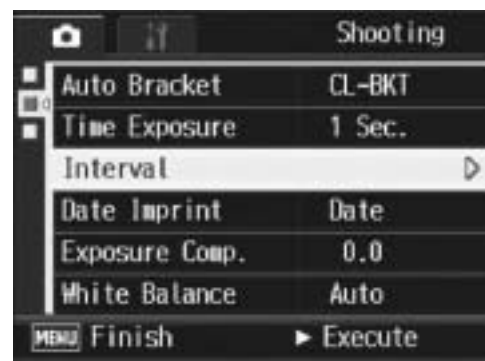 Shooting
Auto Bracket CL-BKT
Time Exposure 1 Sec.
Interval
Date Imprint Date
Exposure Comp. 0.0
White Balance Auto
MENU Finish ► Execute